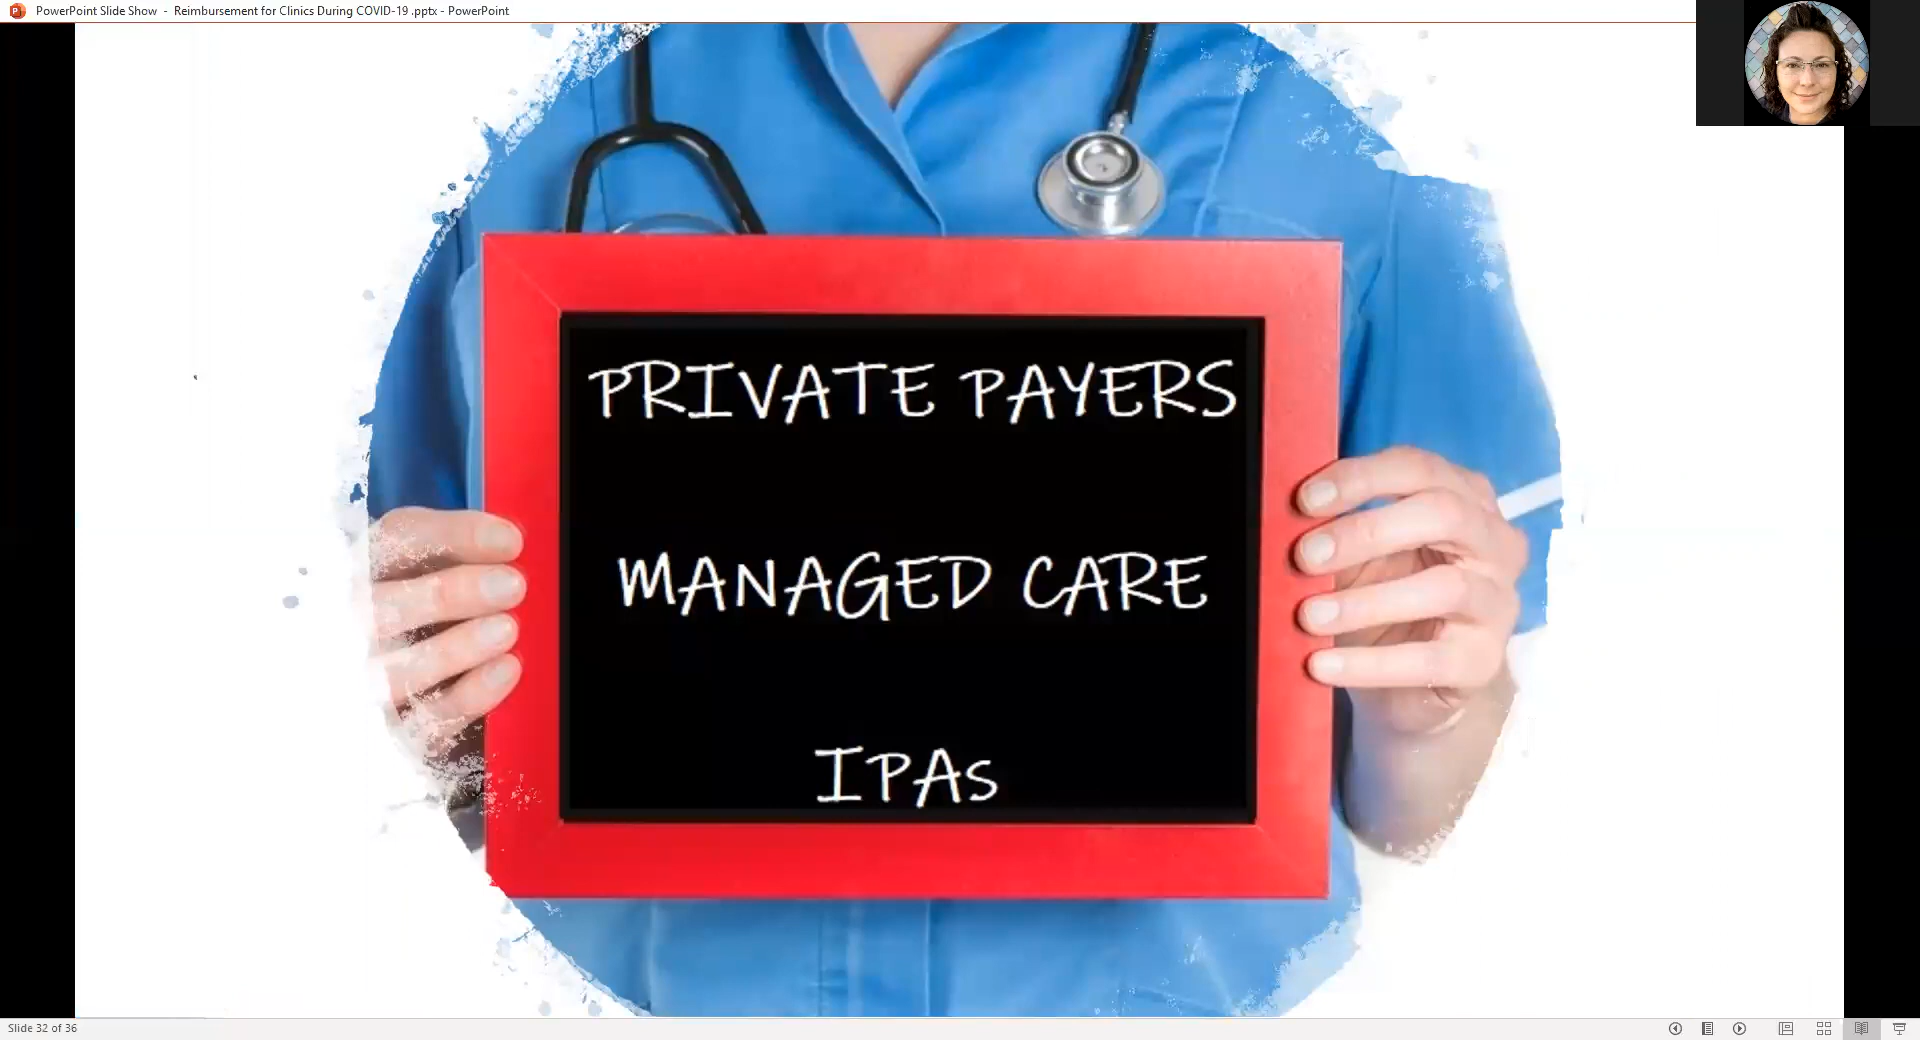 PowerPoint Slide Show - Reimbursement for Clinics During COVID-19 .pptx - PowerPoint
PRIVATE PAYERS
MANAGED CARE
IPAs
Slide 32 of 36